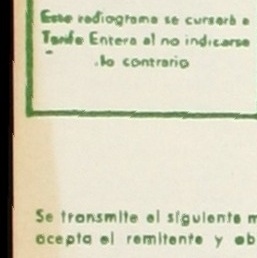 Este radiograma se cursará a
Tarifa Entera al no indicarse
lo contrario
Se transmite el siguiente m
acepta el remitente y ob